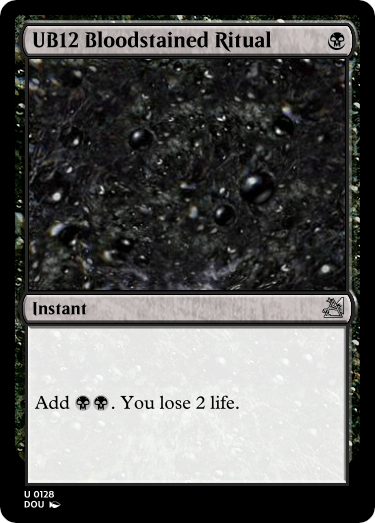 UB12 Bloodstained Ritual
Instant
Add . You lose 2 life.
U 0128
DOU